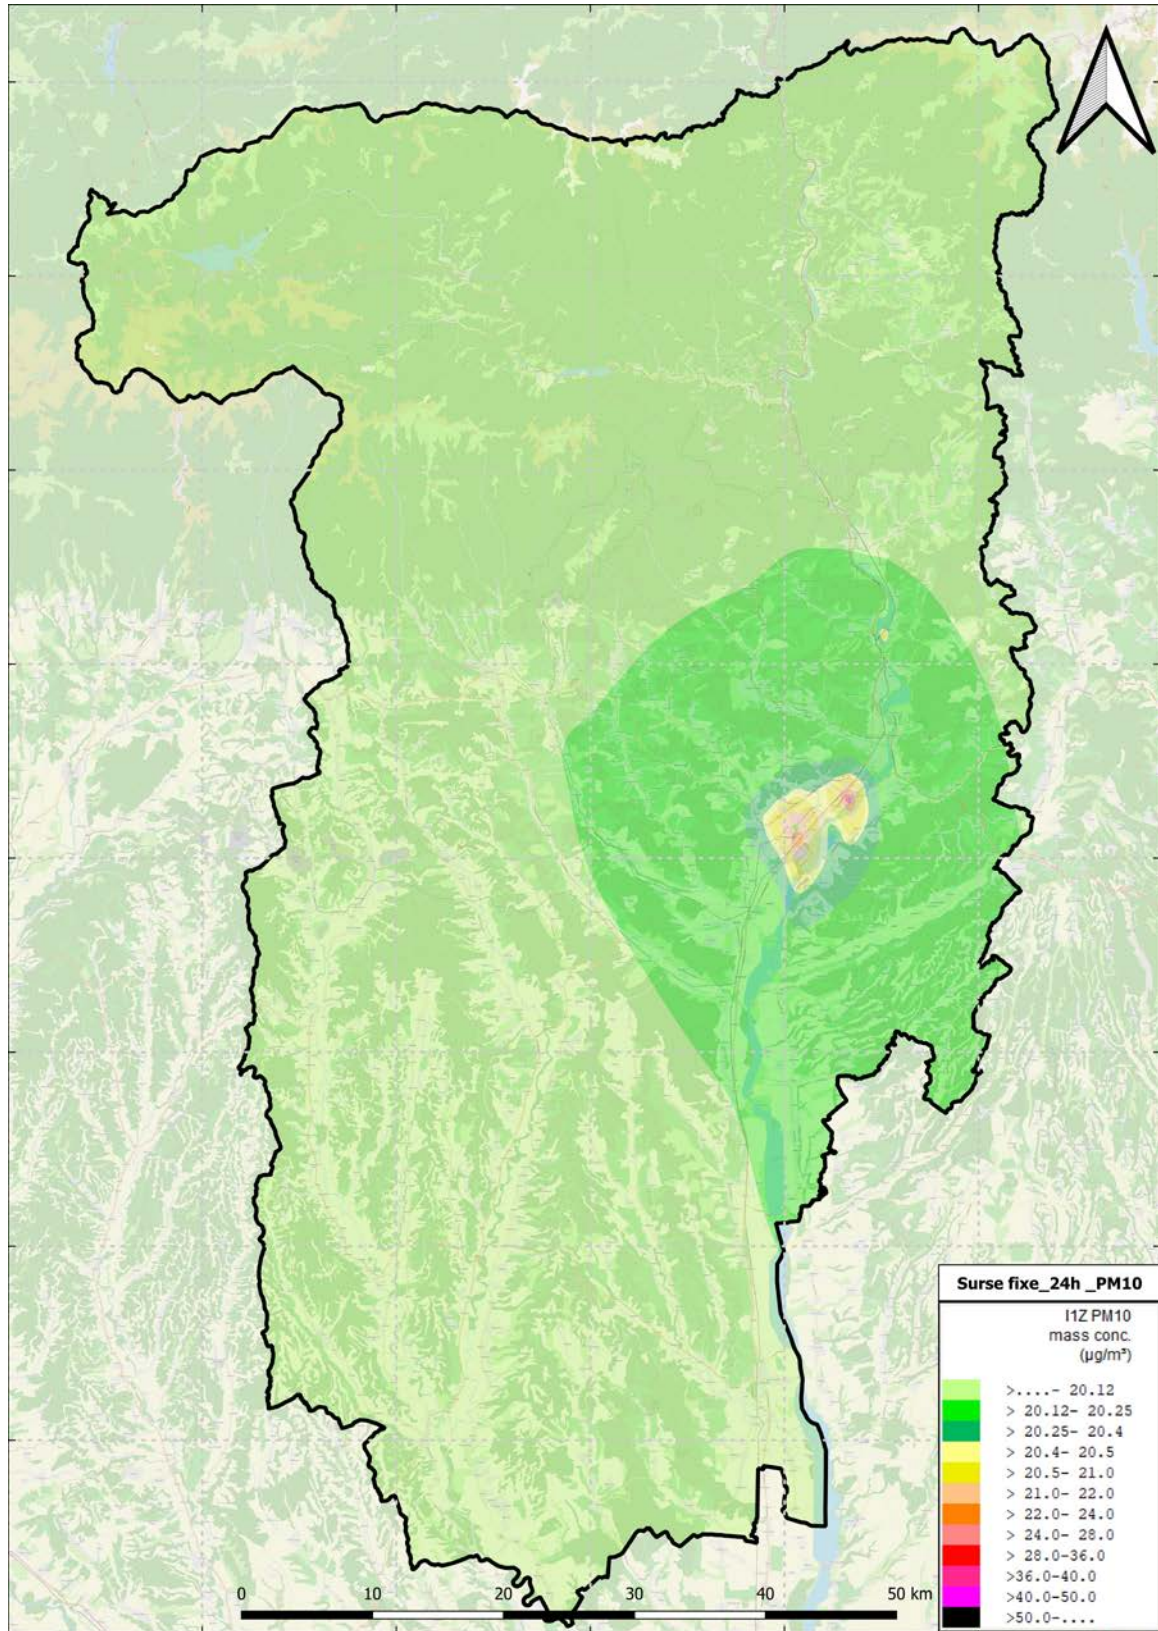 Surse fixe_24h _PM10
I1Z PM10
mass conc.
(µg/m³)
>....- 20.12
> 20.12- 20.25
> 20.25- 20.4
> 20.4- 20.5
> 20.5- 21.0
> 21.0- 22.0
> 22.0- 24.0
> 24.0- 28.0
> 28.0-36.0
>36.0-40.0
>40.0-50.0
>50.0-....
0 10 20 30 40 50 km